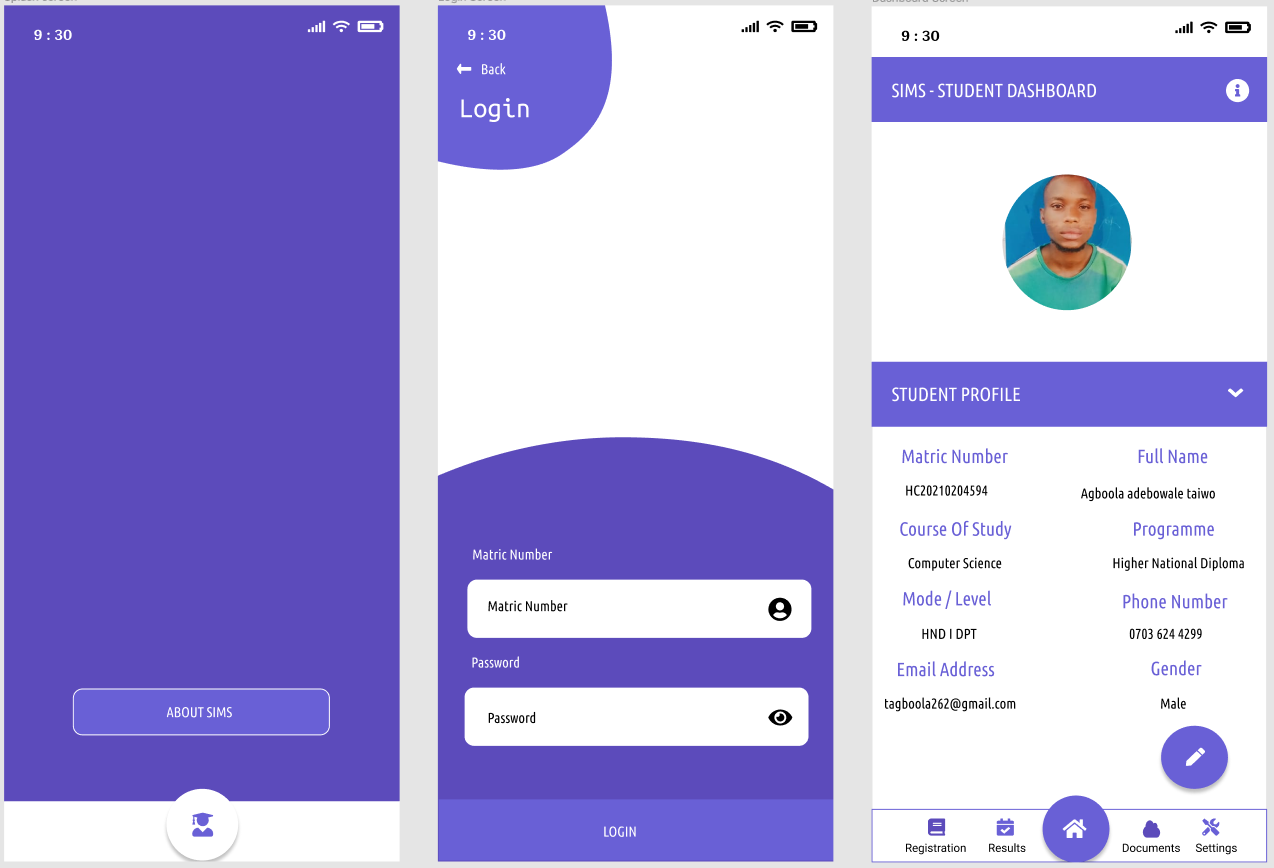 9 : 30
ABOUT SIMS
9 : 30
Back
Login
Matric Number
Matric Number
Password
Password
LOGIN
9 : 30
SIMS - STUDENT DASHBOARD
STUDENT PROFILE
Matric Number
Full Name
HC20210204594
Agboola adebowale taiwo
Course Of Study
Programme
Computer Science
Higher National Diploma
Mode / Level
Phone Number
HND I DPT
0703 624 4299
Email Address
Gender
tagboola262@gmail.com
Male
Registration
Results
Documents
Settings